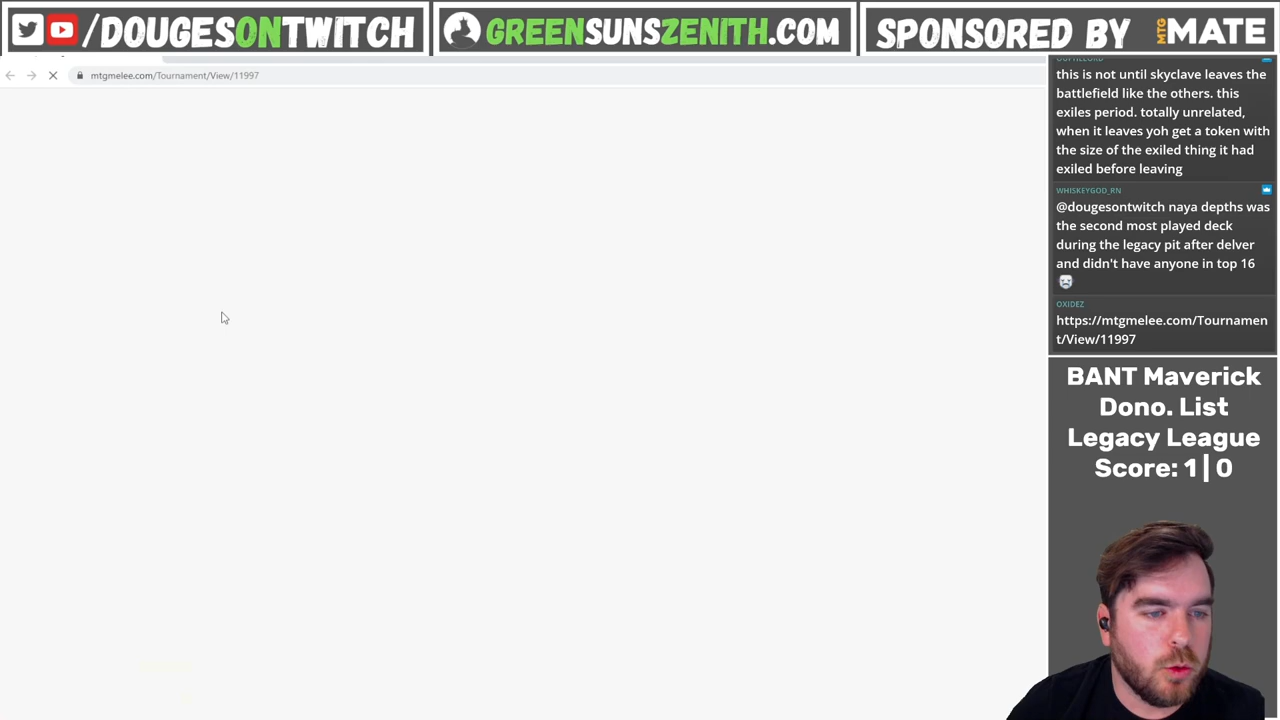 /DOUGESONTWITCH
GREENSUNSZENITH.COM
SPONSORED BY MTG MATE
mtgmelee.com/Tournament/View/11997
this is not until skyclave leaves the
battlefield like the others. this
exiles period. totally unrelated,
when it leaves yoh get a token with
the size of the exiled thing it had
exiled before leaving
WHISKEYGOD_RN
@dougesontwitch naya depths was
the second most played deck
during the legacy pit after delver
and didn't have anyone in top 16
OXIDEZ
https://mtgmelee.com/Tournamen
t/View/11997
BANT Maverick
Dono. List
Legacy League
Score: 1 | 0